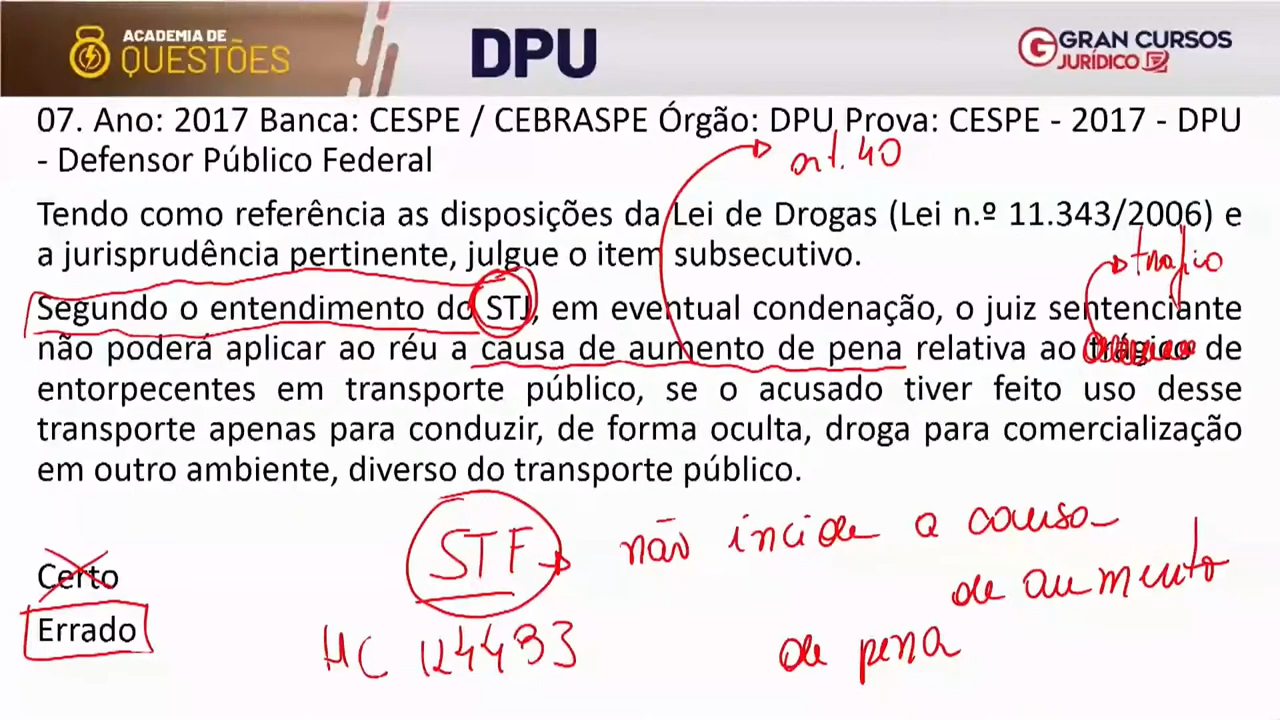 ACADEMIA DE
QUESTÕES
DPU
GRAN CURSOS
JURÍDICO
07. Ano: 2017 Banca: CESPE / CEBRASPE Órgão: DPU Prova: CESPE - 2017 - DPU
- Defensor Público Federal
art. 40
Tendo como referência as disposições da Lei de Drogas (Lei n.º 11.343/2006) e
a jurisprudência pertinente, julgue o item subsecutivo.
tráfico
Segundo o entendimento do STJ, em eventual condenação, o juiz sentenciante
não poderá aplicar ao réu a causa de aumento de pena relativa ao trágico de
entorpecentes em transporte público, se o acusado tiver feito uso desse
transporte apenas para conduzir, de forma oculta, droga para comercialização
em outro ambiente, diverso do transporte público.
STF não incide a causa
de aumento
de pena
Certo
Errado
HC